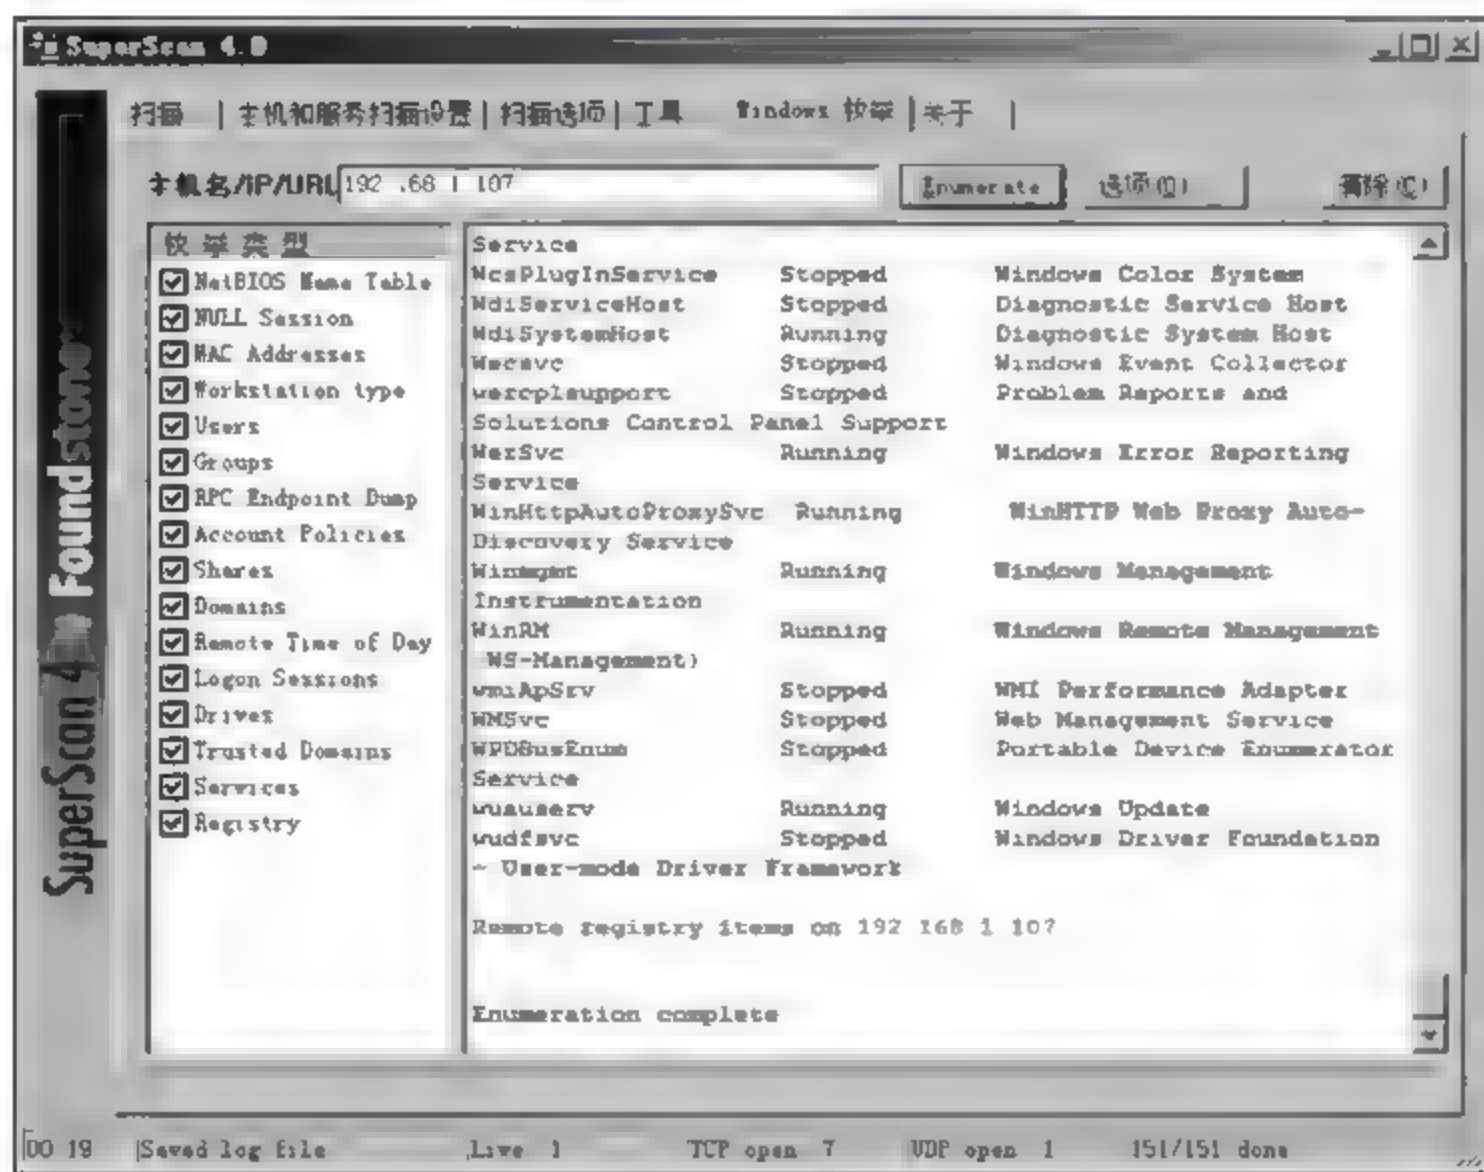 SuperScan 4.0
扫描 | 主机和服务扫描设置 | 扫描选项 | 工具 Windows 枚举 | 关于 |
主机名/IP/URL 192 .68 1 107 Enumerate 选项(O) 清除(C)
枚举类型
NetBIOS Name Table
NULL Session
MAC Addresses
Workstation type
Users
Groups
RPC Endpoint Dump
Account Policies
Shares
Domains
Remote Time of Day
Logon Sessions
Drives
Trusted Domains
Services
Registry
Service
WcsPlugInService Stopped Windows Color System
WdiServiceHost Stopped Diagnostic Service Host
WdiSystemHost Running Diagnostic System Host
Wecsvc Stopped Windows Event Collector
wercplsupport Stopped Problem Reports and
Solutions Control Panel Support
WerSvc Running Windows Error Reporting
Service
WinHttpAutoProxySvc Running WinHTTP Web Proxy Auto-
Discovery Service
Winmgmt Running Windows Management
Instrumentation
WinRM Running Windows Remote Management
WS-Management)
wmiApSrv Stopped WMI Performance Adapter
WMSvc Stopped Web Management Service
WPDBusEnum Stopped Portable Device Enumerator
Service
wuauserv Running Windows Update
wudfsvc Stopped Windows Driver Foundation
- User-mode Driver Framework
Remote registry items on 192 168 1 107
Enumeration complete
SuperScan 4 Foundstone
00 19 Saved log file Live 1 TCP open 7 UDP open 1 151/151 done